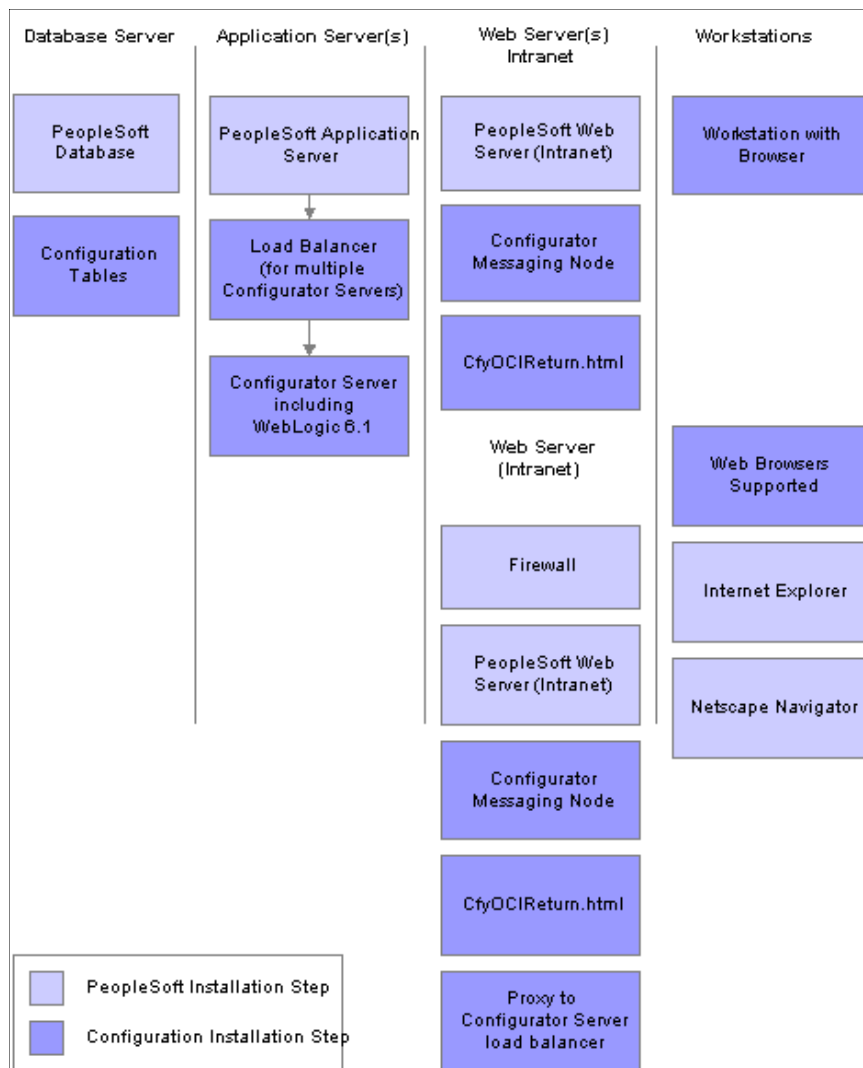 Database Server
Application Server(s)
Web Server(s)
Intranet
Workstations
PeopleSoft
Database
Configuration
Tables
PeopleSoft Application
Server
Load Balancer
(for multiple
Configurator Servers)
Configurator Server
including
WebLogic 6.1
PeopleSoft Web
Server (Intranet)
Configurator
Messaging Node
CfyOCIReturn.html
Web Server
(Intranet)
Firewall
PeopleSoft Web
Server (Intranet)
Configurator
Messaging Node
CfyOCIReturn.html
Proxy to
Configurator Server
load balancer
Workstation with
Browser
Web Browsers
Supported
Internet Explorer
Netscape Navigator
PeopleSoft Installation Step
Configuration Installation Step